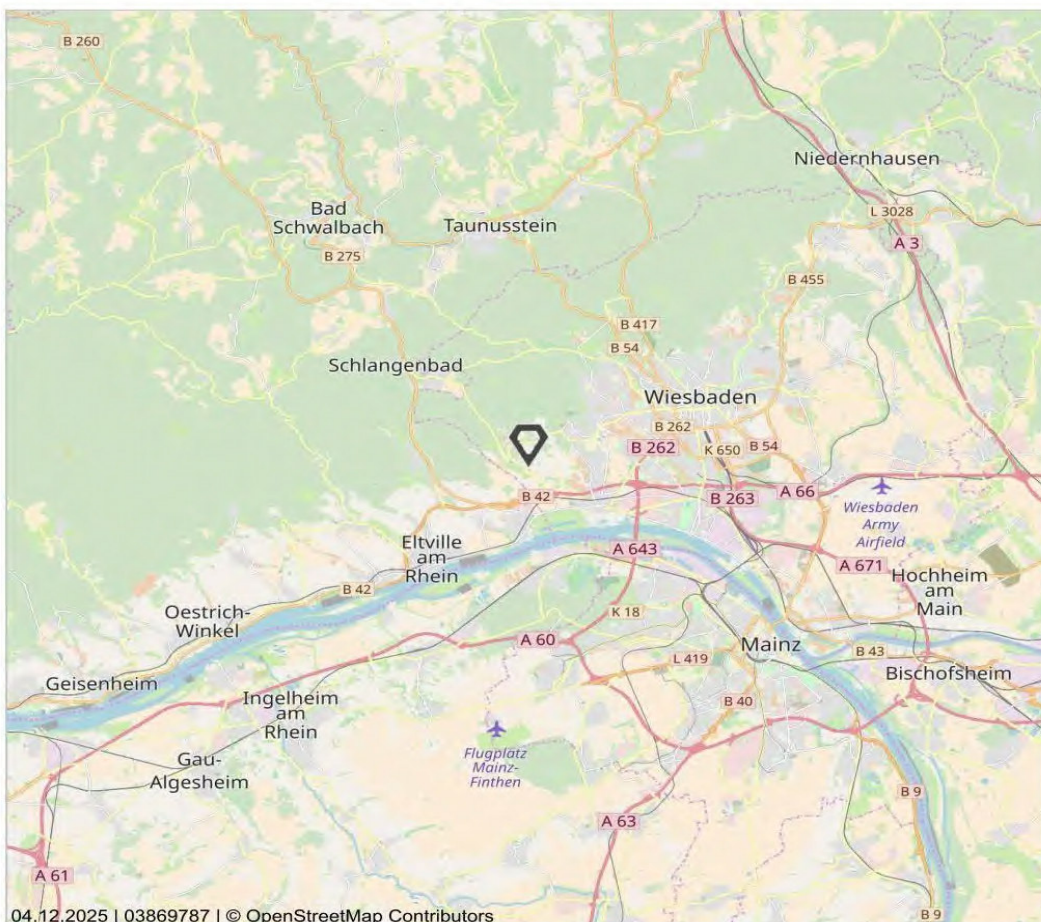 B 260
Niedernhausen
L 3028
Bad
Schwalbach
Taunusstein
A 3
B 275
B 455
B 417
B 54
Schlangenbad
Wiesbaden
B 262
B 262
K 650
B 54
B 42
B 263
A 66
Wiesbaden
Army
Airfield
Eltville
am
Rhein
A 643
A 671
Hochheim
am
Main
B 42
Oestrich-
Winkel
K 18
A 60
Mainz
L 419
B 43
Bischofsheim
Geisenheim
Ingelheim
am
Rhein
B 40
Flugplatz
Mainz-
Finthen
Gau-
Algesheim
B 9
A 63
A 61
B 9
04.12.2025 | 03869787 | © OpenStreetMap Contributors